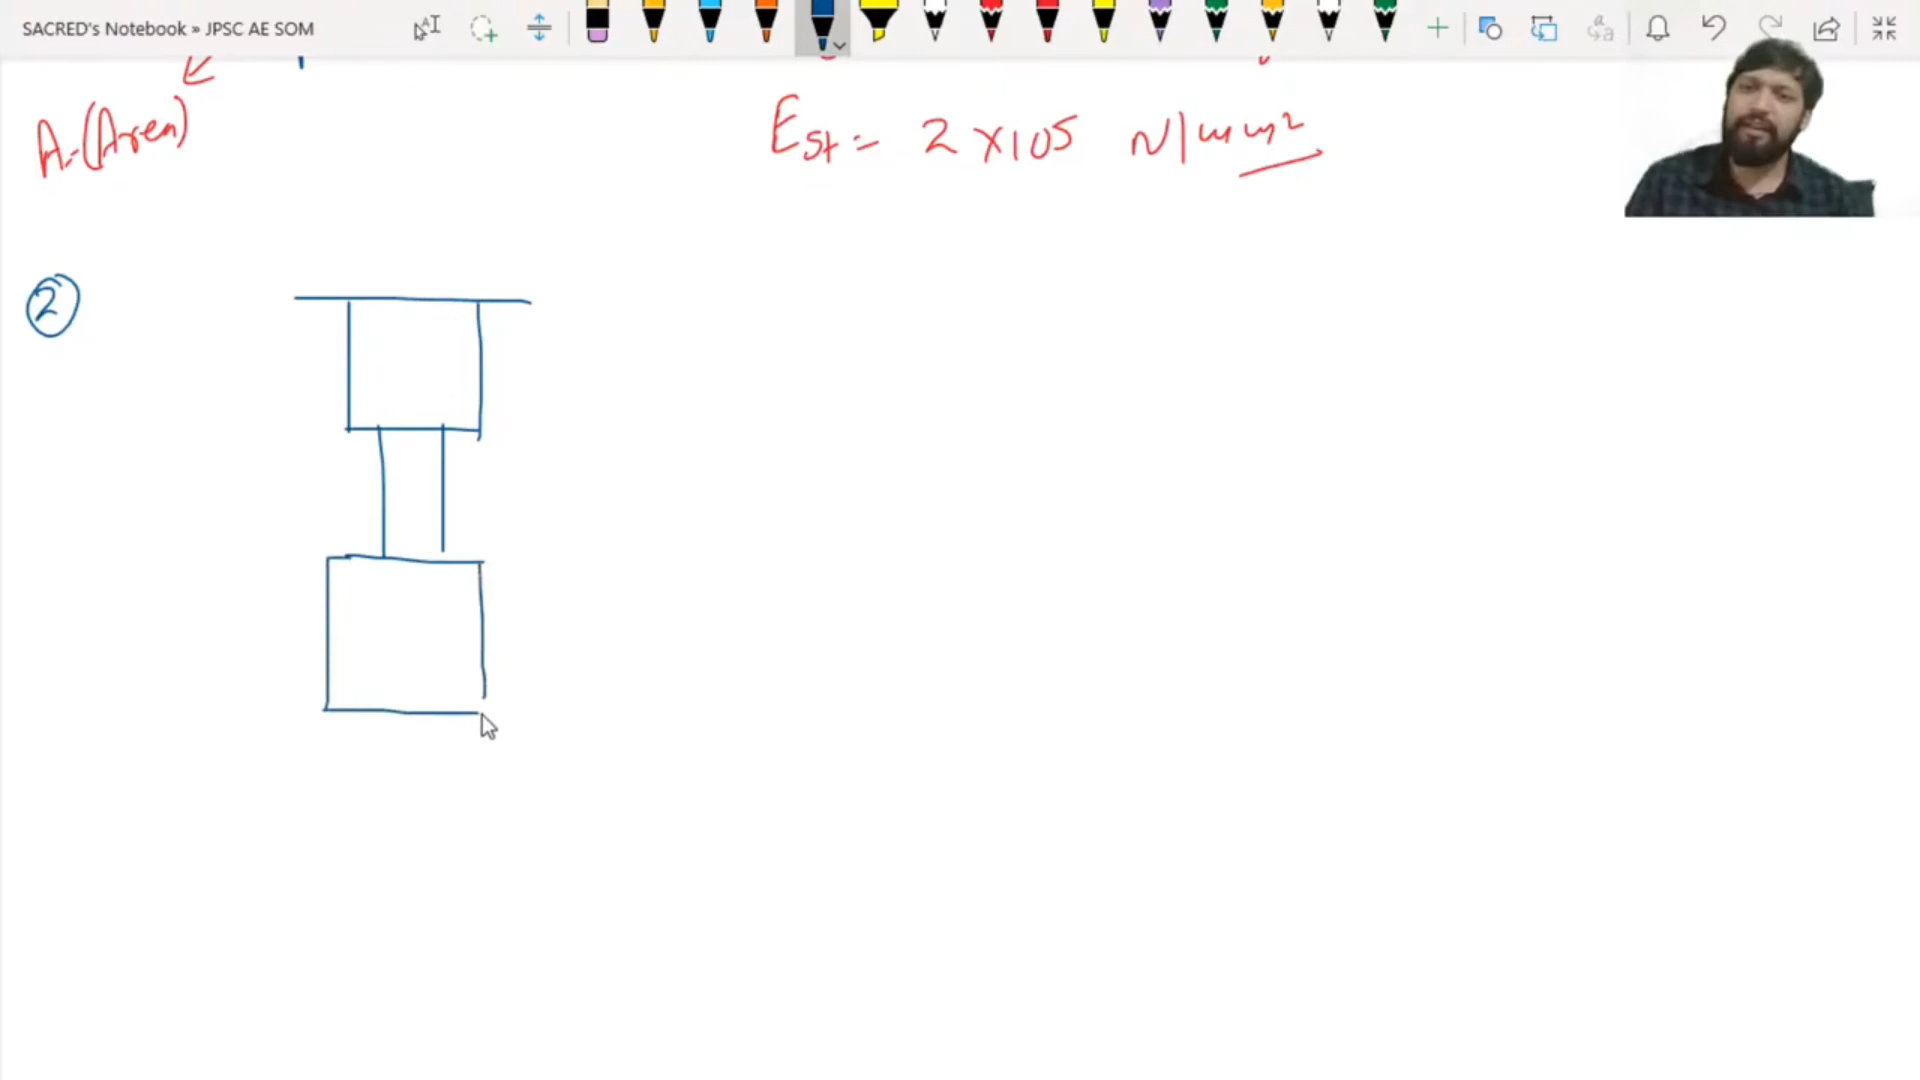 SACRED's Notebook » JPSC AE SOM
A.(Area)
Est = 2 X105 N/mm²
②